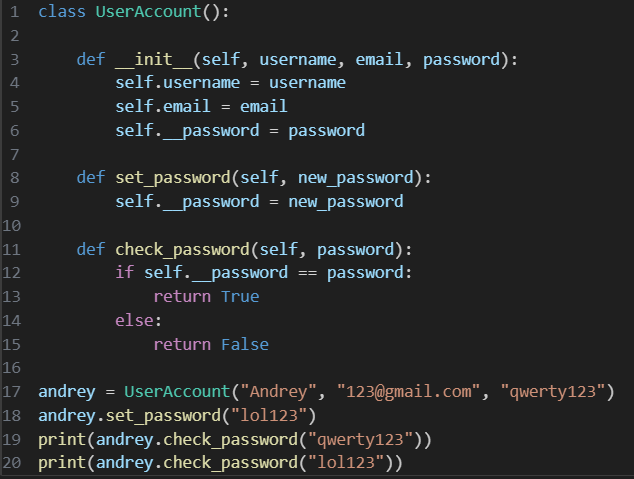 1 class UserAccount():
2
3     def __init__(self, username, email, password):
4         self.username = username
5         self.email = email
6         self.__password = password
7
8     def set_password(self, new_password):
9         self.__password = new_password
10
11     def check_password(self, password):
12         if self.__password == password:
13             return True
14         else:
15             return False
16
17 andrey = UserAccount("Andrey", "123@gmail.com", "qwerty123")
18 andrey.set_password("lol123")
19 print(andrey.check_password("qwerty123"))
20 print(andrey.check_password("lol123"))